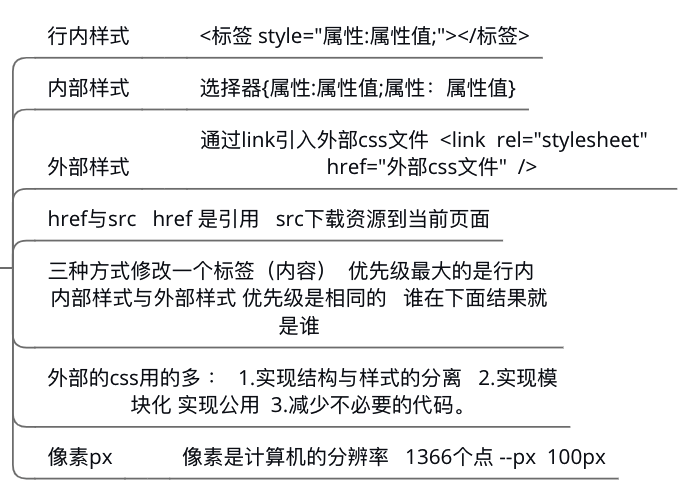 行内样式 <标签 style="属性:属性值;"></标签>
内部样式 选择器{属性:属性值;属性：属性值}
通过link引入外部css文件 <link rel="stylesheet"
外部样式 href="外部css文件" />
href与src href 是引用 src下载资源到当前页面
三种方式修改一个标签（内容） 优先级最大的是行内
内部样式与外部样式 优先级是相同的 谁在下面结果就
是谁
外部的css用的多： 1.实现结构与样式的分离 2.实现模
块化 实现公用 3.减少不必要的代码。
像素px 像素是计算机的分辨率 1366个点 --px 100px